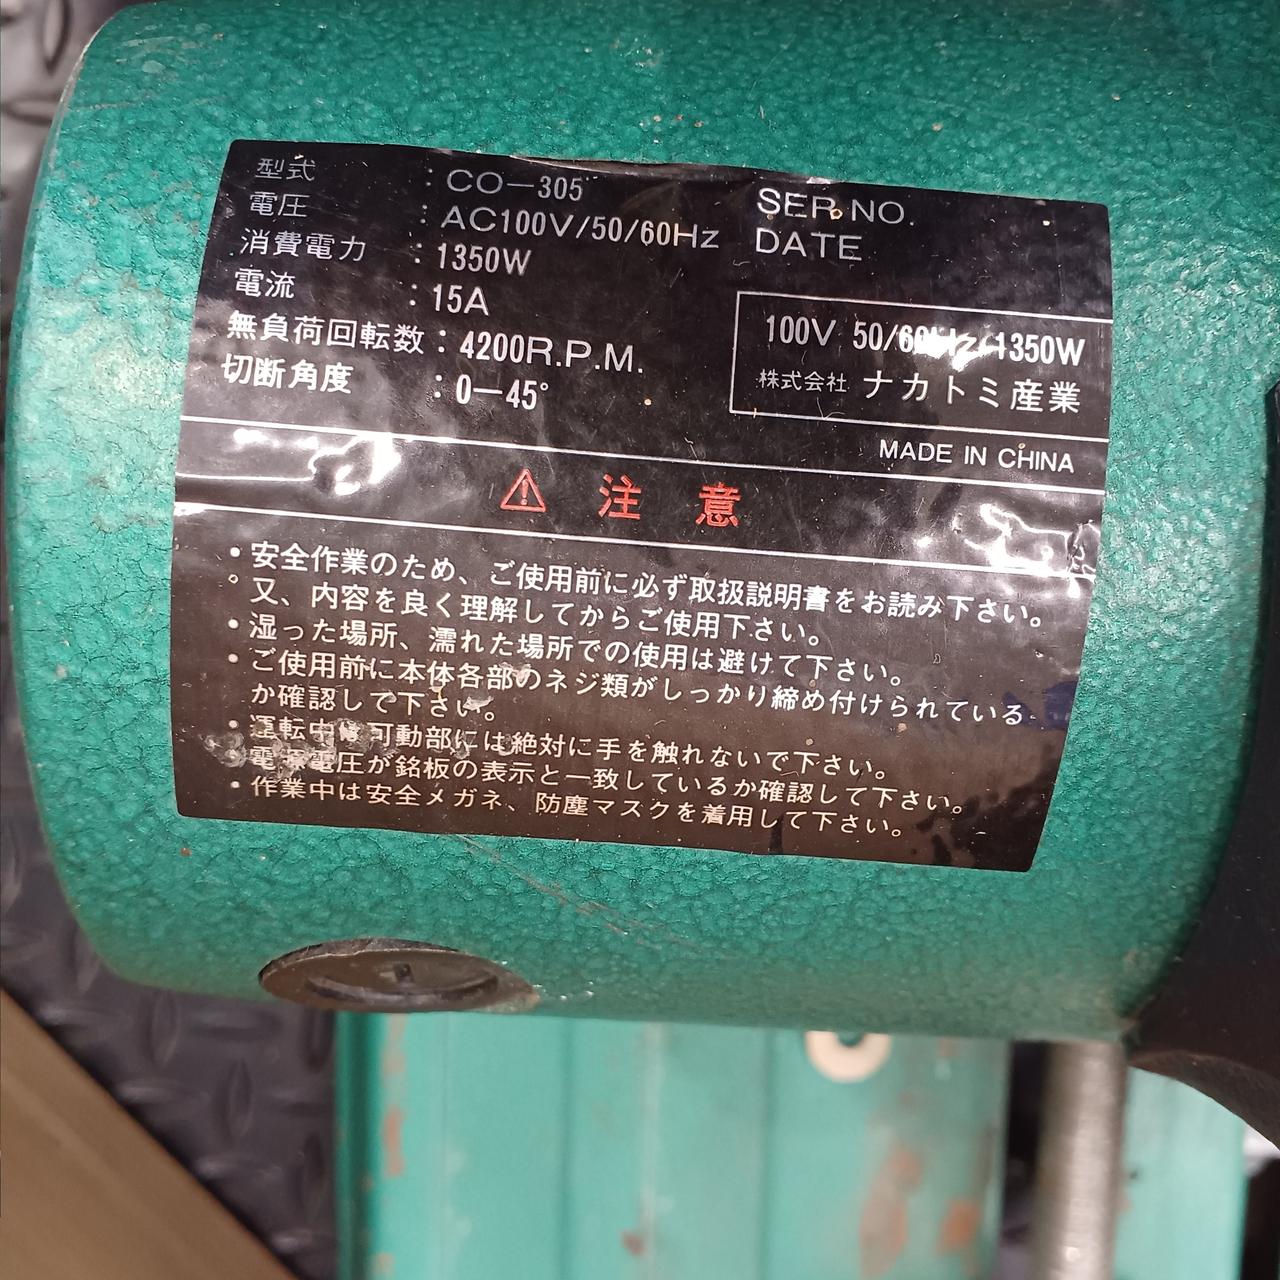 型式 : CO－305
電圧 : AC100V/50/60Hz
消費電力 : 1350W
電流 : 15A
無負荷回転数 : 4200R.P.M.
切断角度 : 0－45°
SER NO.
DATE
100V 50/60Hz/1350W
株式会社 ナカトミ産業
MADE IN CHINA
⚠ 注意
・安全作業のため、ご使用前に必ず取扱説明書をお読み下さい。
又、内容を良く理解してからご使用下さい。
・湿った場所、濡れた場所での使用は避けて下さい。
・ご使用前に本体各部のネジ類がしっかり締め付けられている
か確認して下さい。
・運転中は可動部には絶対に手を触れないで下さい。
・電源電圧が銘板の表示と一致しているか確認して下さい。
・作業中は安全メガネ、防塵マスクを着用して下さい。